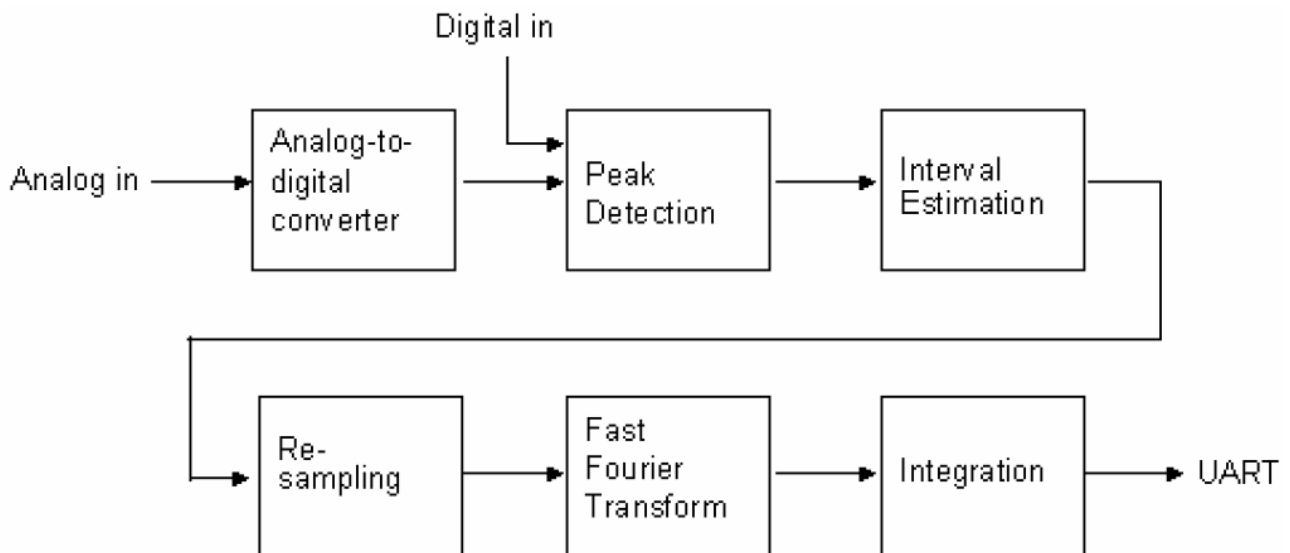 Digital in
Analog in
Analog-to-
digital
converter
Peak
Detection
Interval
Estimation
Re-
sampling
Fast
Fourier
Transform
Integration
UART